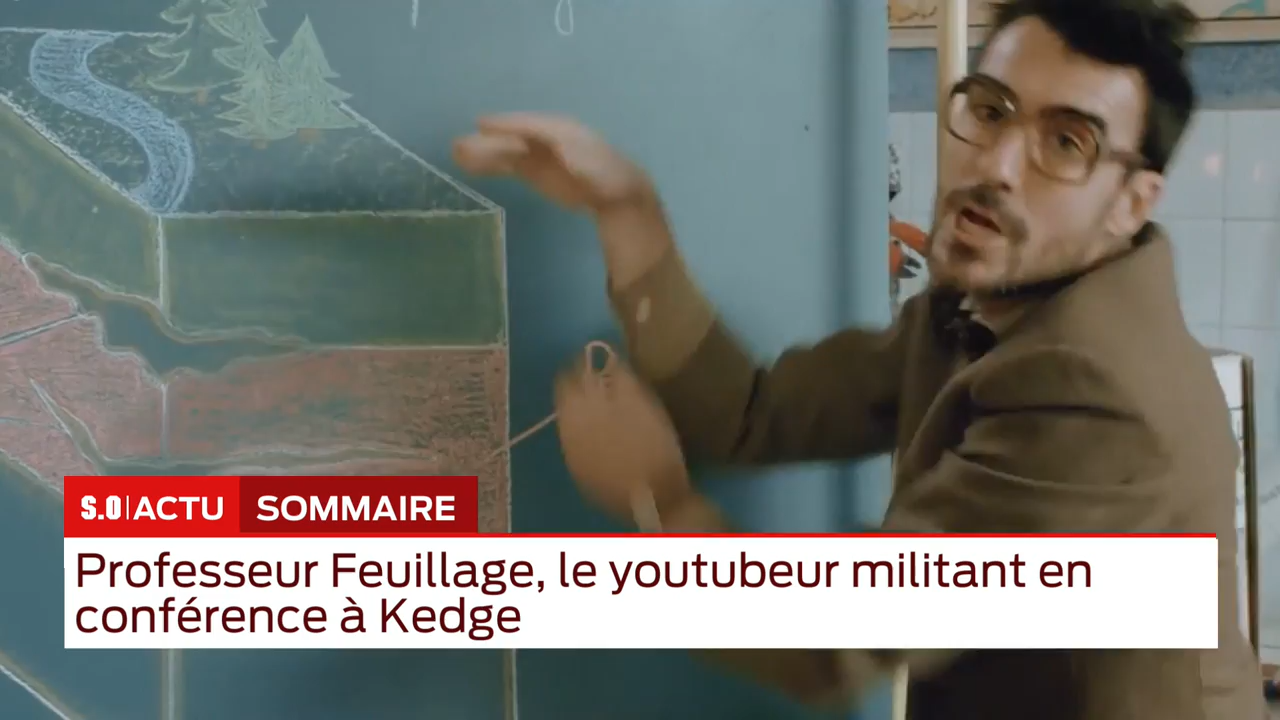 S.O ACTU SOMMAIRE
Professeur Feuillage, le youtubeur militant en
conférence à Kedge